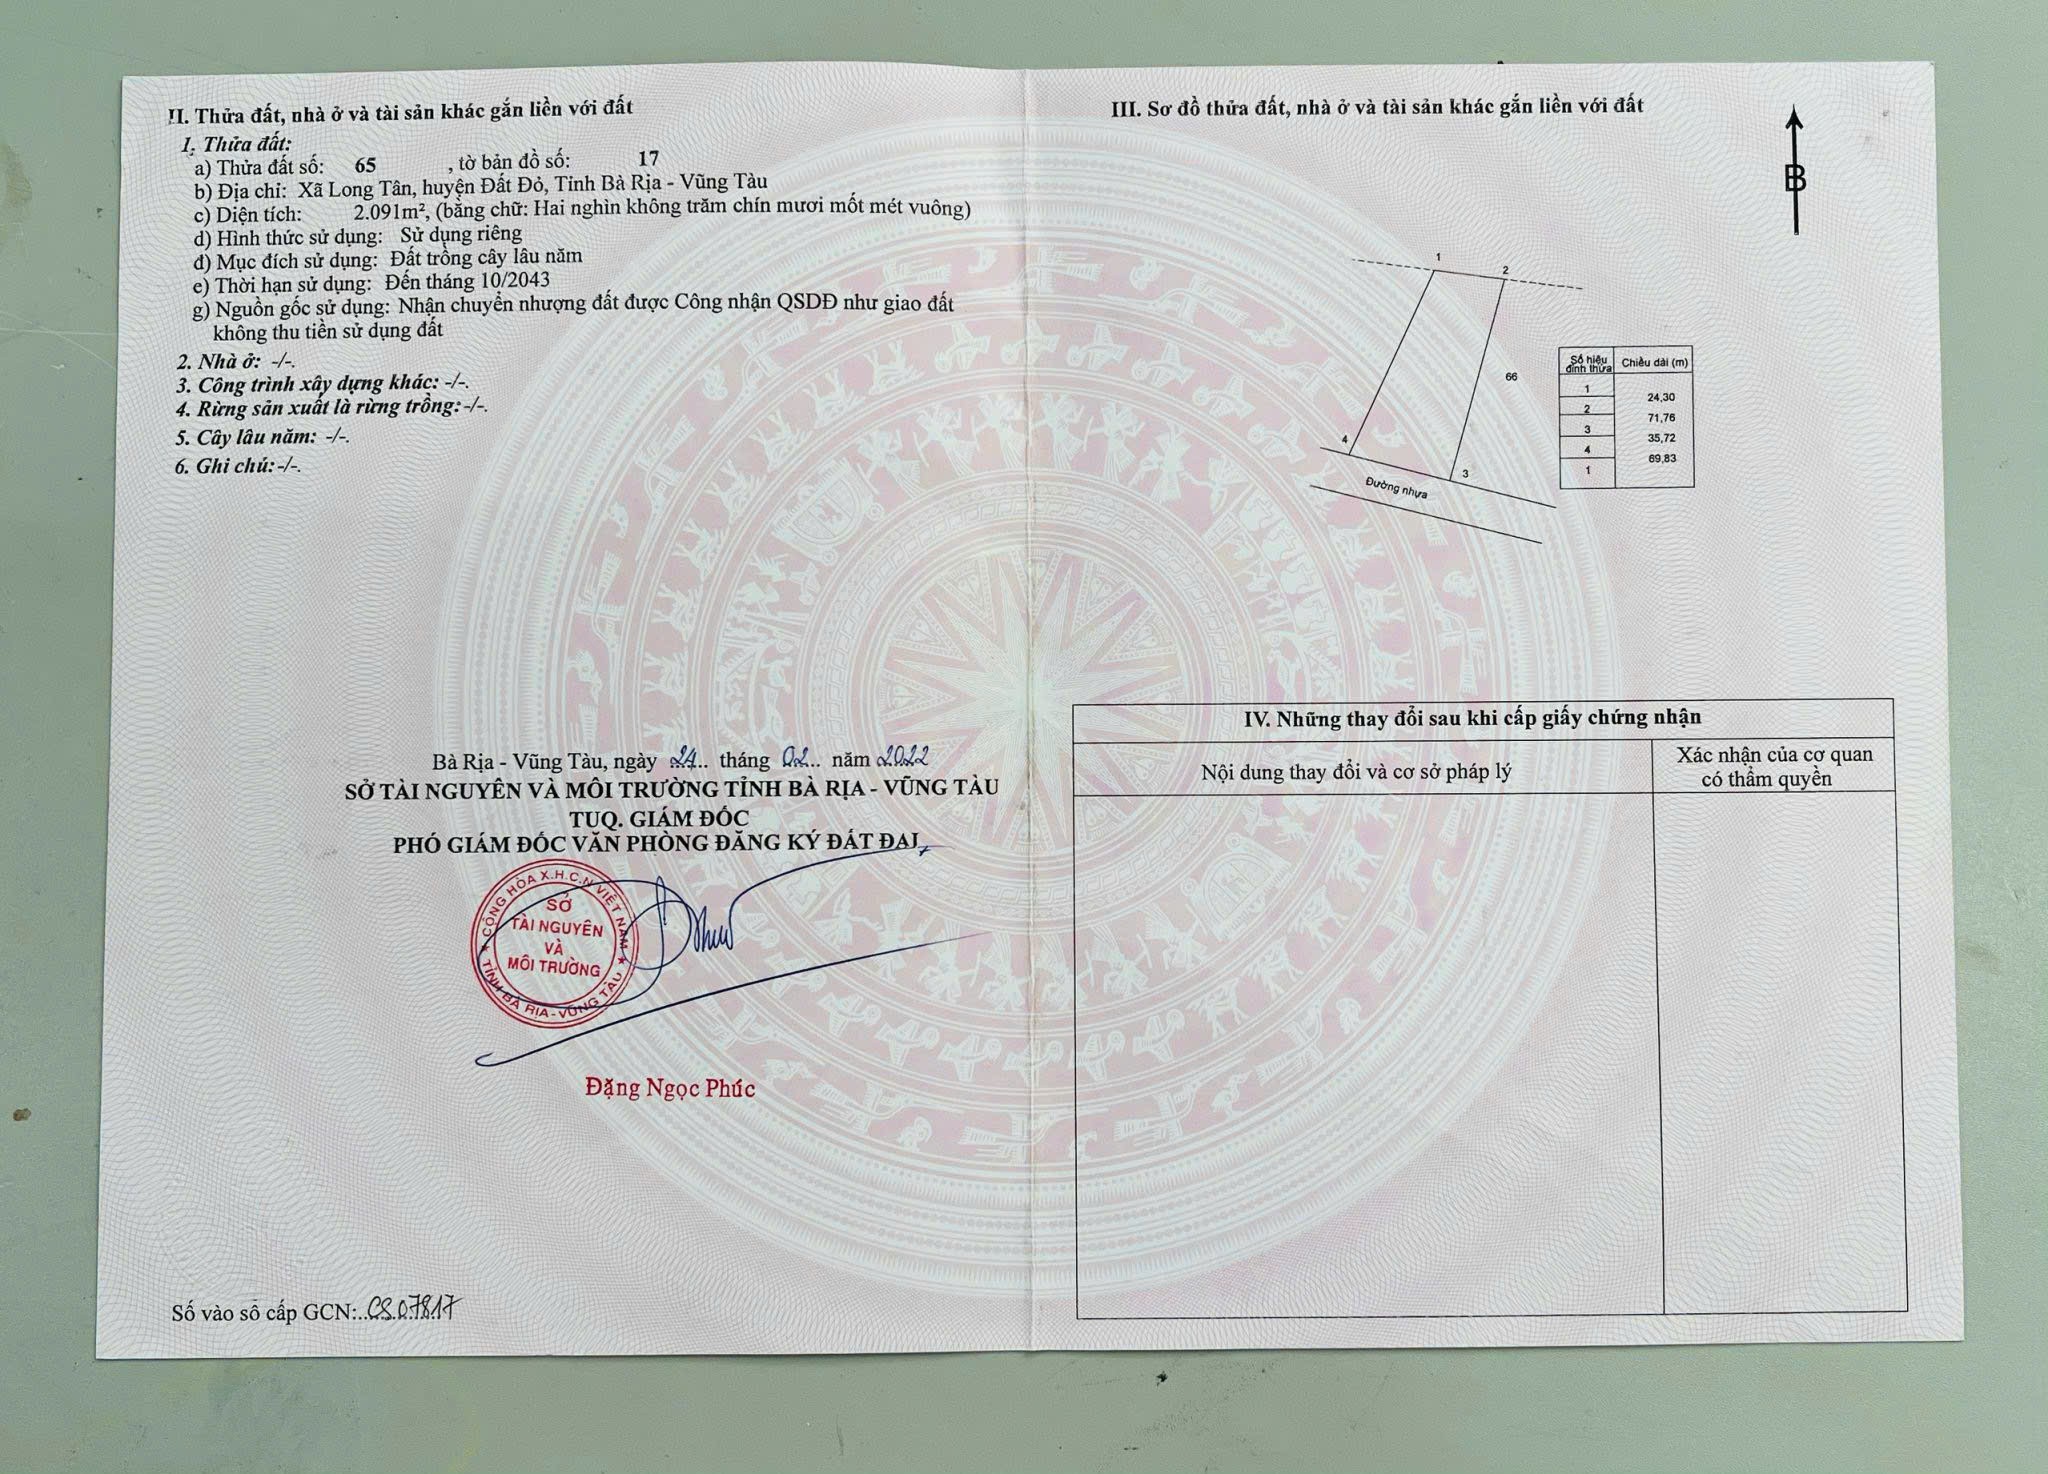 II. Thửa đất, nhà ở và tài sản khác gắn liền với đất
1. Thửa đất:
a) Thửa đất số: 65 , tờ bản đồ số: 17
b) Địa chỉ: Xã Long Tân, huyện Đất Đỏ, Tỉnh Bà Rịa - Vũng Tàu
c) Diện tích: 2.091m², (bằng chữ: Hai nghìn không trăm chín mươi mốt mét vuông)
d) Hình thức sử dụng: Sử dụng riêng
đ) Mục đích sử dụng: Đất trồng cây lâu năm
e) Thời hạn sử dụng: Đến tháng 10/2043
g) Nguồn gốc sử dụng: Nhận chuyển nhượng đất được Công nhận QSDĐ như giao đất
không thu tiền sử dụng đất
2. Nhà ở: -/-.
3. Công trình xây dựng khác: -/-.
4. Rừng sản xuất là rừng trồng:-/-.
5. Cây lâu năm: -/-.
6. Ghi chú:-/-.
Bà Rịa - Vũng Tàu, ngày 24 tháng 02 năm 2022
SỞ TÀI NGUYÊN VÀ MÔI TRƯỜNG TỈNH BÀ RỊA - VŨNG TÀU
TUQ. GIÁM ĐỐC
PHÓ GIÁM ĐỐC VĂN PHÒNG ĐĂNG KÝ ĐẤT ĐAI
CỘNG HÒA X.H.C.N VIỆT NAM
SỞ
TÀI NGUYÊN
VÀ
MÔI TRƯỜNG
TỈNH BÀ RỊA - VŨNG TÀU
Đặng Ngọc Phúc
Số vào sổ cấp GCN: CS07817
III. Sơ đồ thửa đất, nhà ở và tài sản khác gắn liền với đất
B
1
2
66
4
3
Đường nhựa
Số hiệu đỉnh thửa Chiều dài (m)
1
24,30
2
71,76
3
35,72
4
69,83
1
IV. Những thay đổi sau khi cấp giấy chứng nhận
Nội dung thay đổi và cơ sở pháp lý
Xác nhận của cơ quan
có thẩm quyền